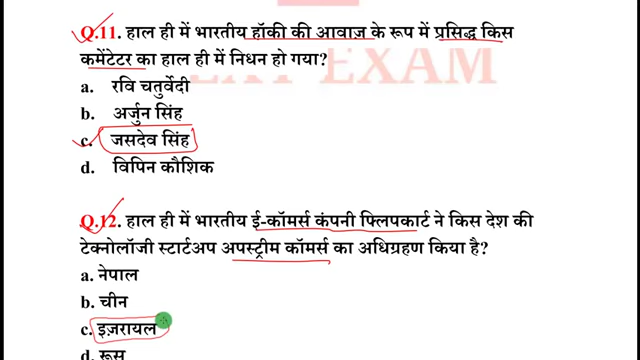 Q.11. हाल ही में भारतीय हॉकी की आवाज के रूप में प्रसिद्ध किस
कमेंटेटर का हाल ही में निधन हो गया?
a. रवि चतुर्वेदी
b. अर्जुन सिंह
c. जसदेव सिंह
d. विपिन कौशिक
Q.12. हाल ही में भारतीय ई-कॉमर्स कंपनी फ्लिपकार्ट ने किस देश की
टेक्नोलॉजी स्टार्टअप अपस्ट्रीम कॉमर्स का अधिग्रहण किया है?
a. नेपाल
b. चीन
c. इज़रायल
d. रूस